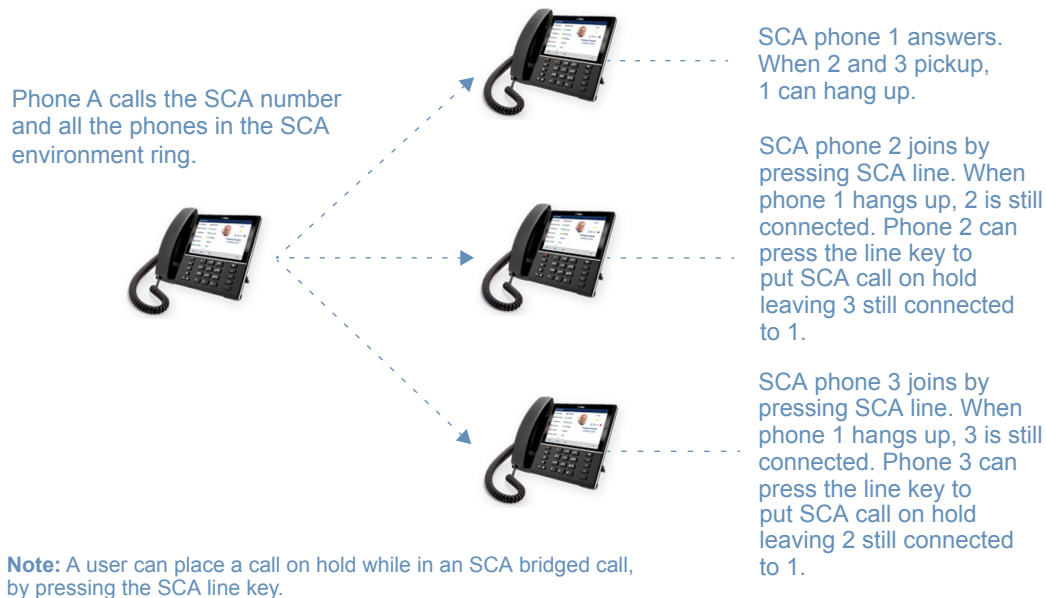 Phone A calls the SCA number
and all the phones in the SCA
environment ring.
SCA phone 1 answers.
When 2 and 3 pickup,
1 can hang up.
SCA phone 2 joins by
pressing SCA line. When
phone 1 hangs up, 2 is still
connected. Phone 2 can
press the line key to
put SCA call on hold
leaving 3 still connected
to 1.
SCA phone 3 joins by
pressing SCA line. When
phone 1 hangs up, 3 is still
connected. Phone 3 can
press the line key to
put SCA call on hold
leaving 2 still connected
to 1.
Note: A user can place a call on hold while in an SCA bridged call,
by pressing the SCA line key.